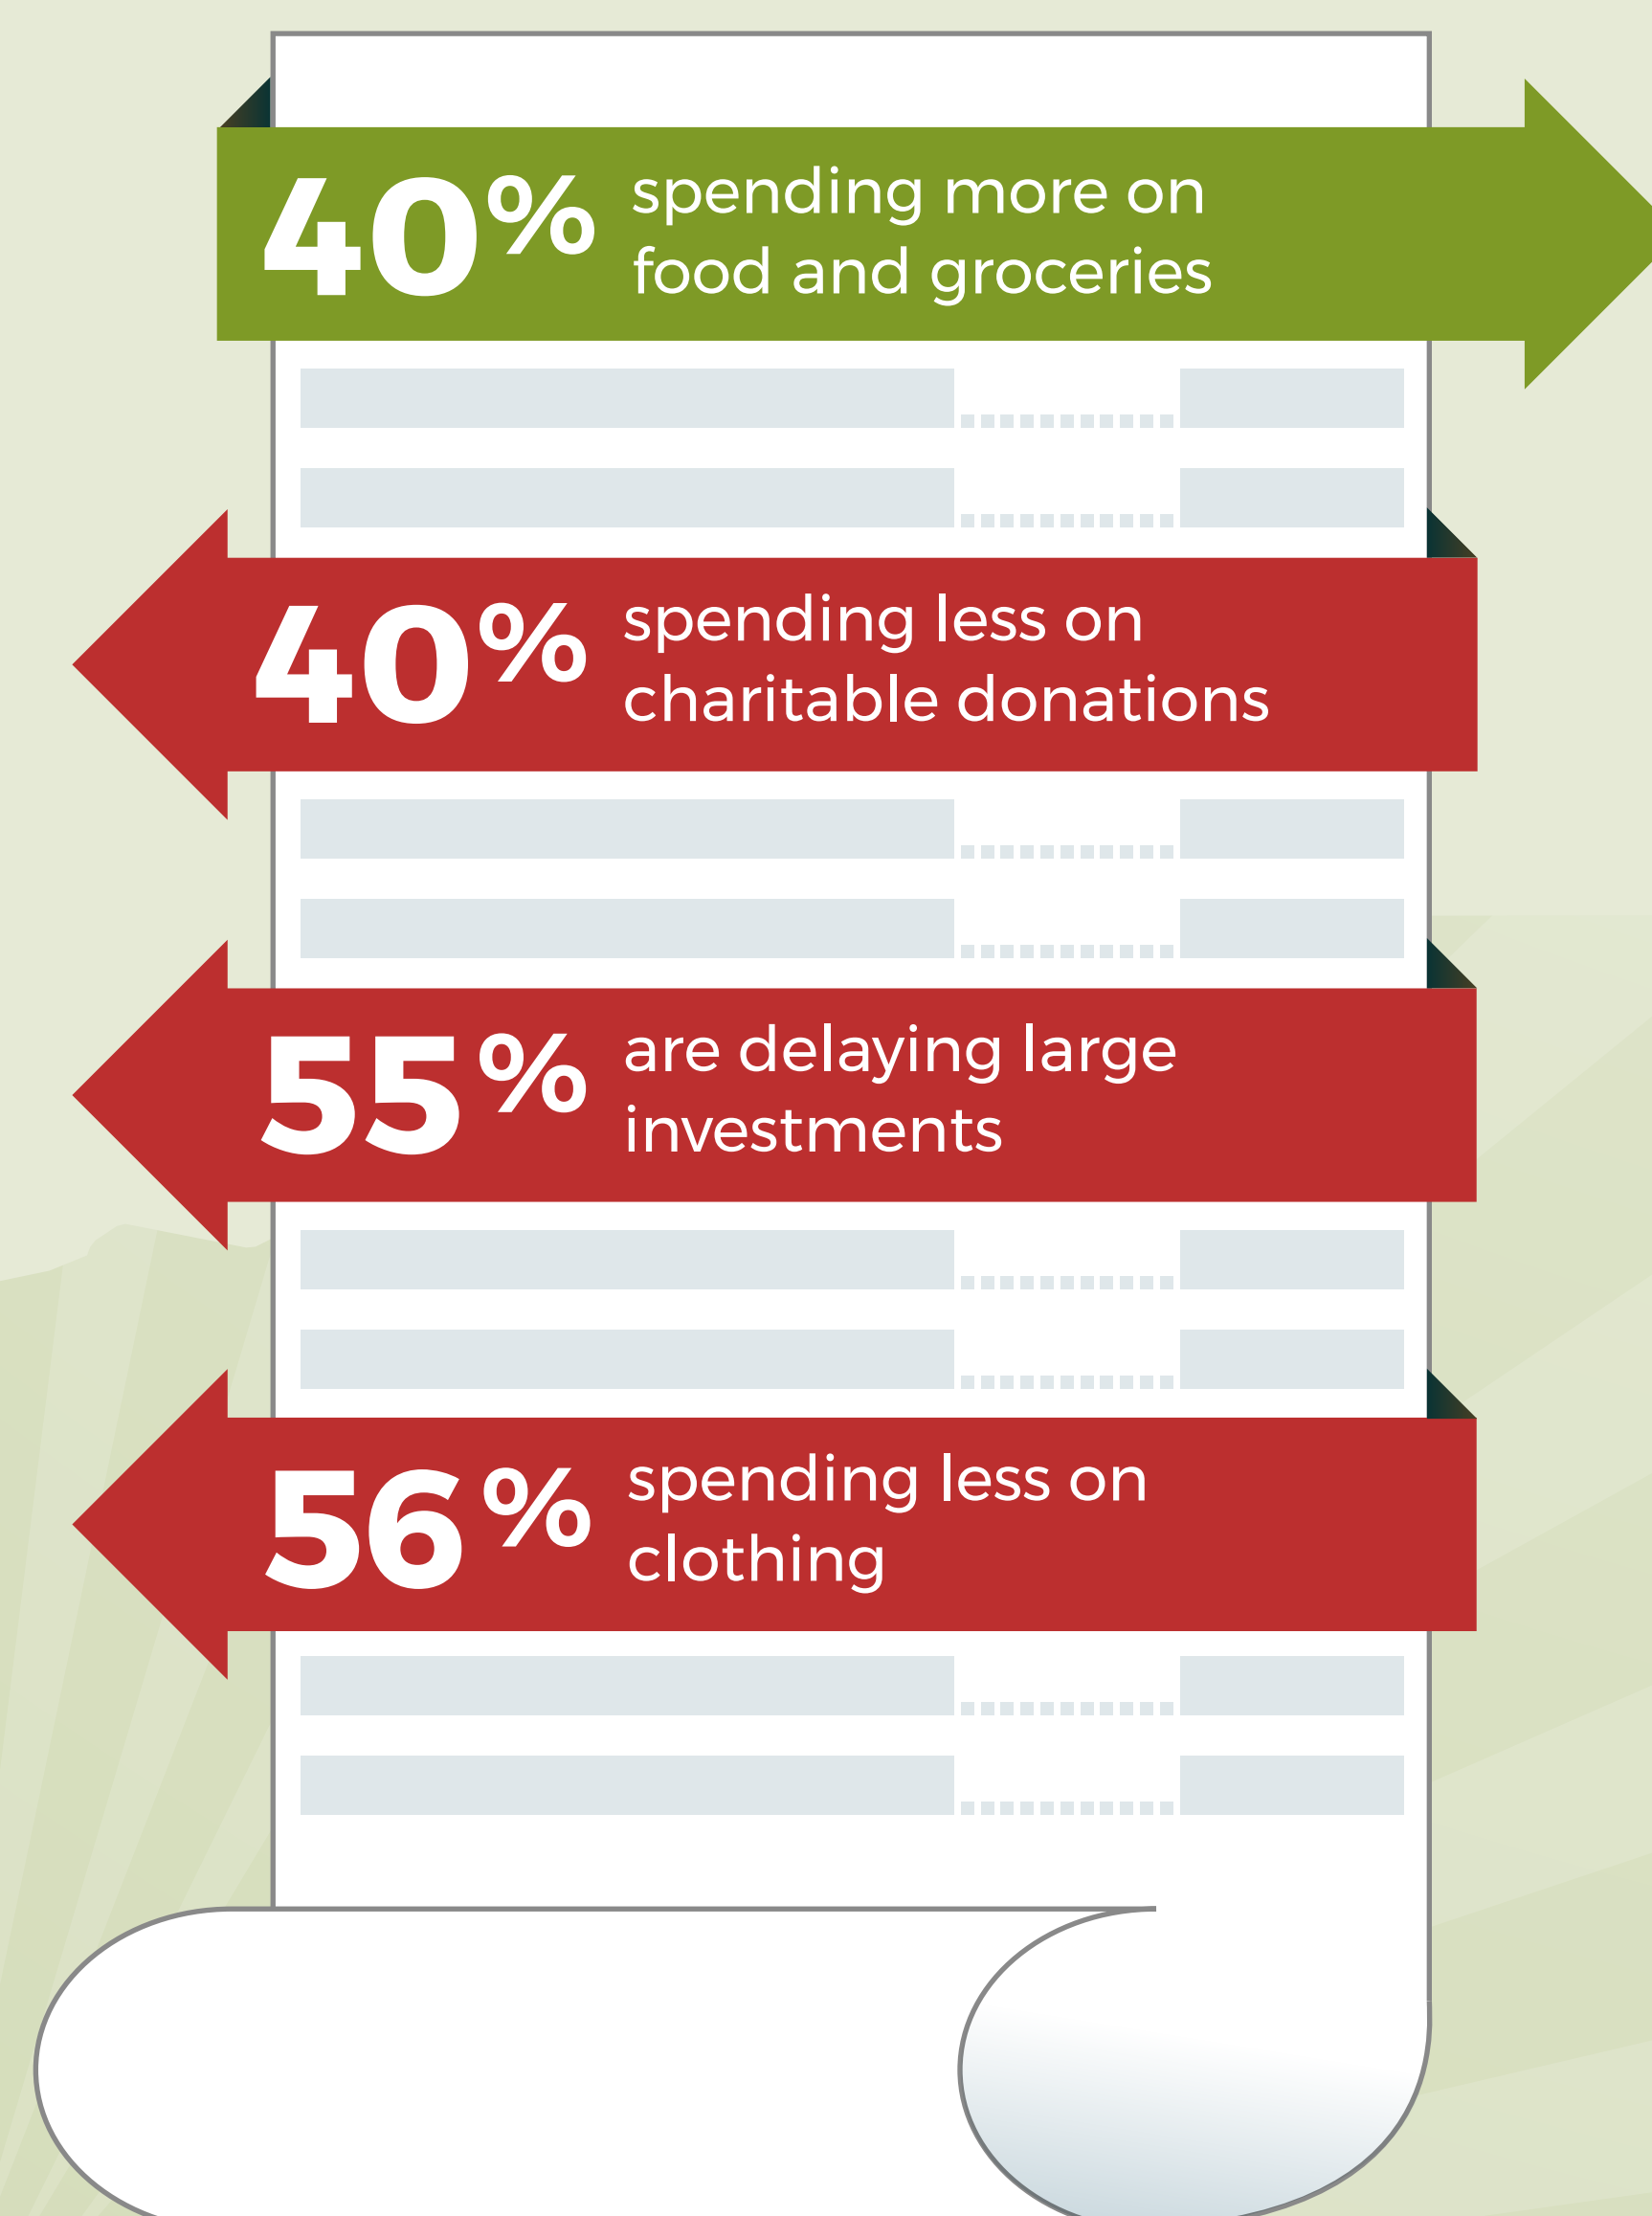 40% spending more on
food and groceries
40% spending less on
charitable donations
55% are delaying large
investments
56% spending less on
clothing